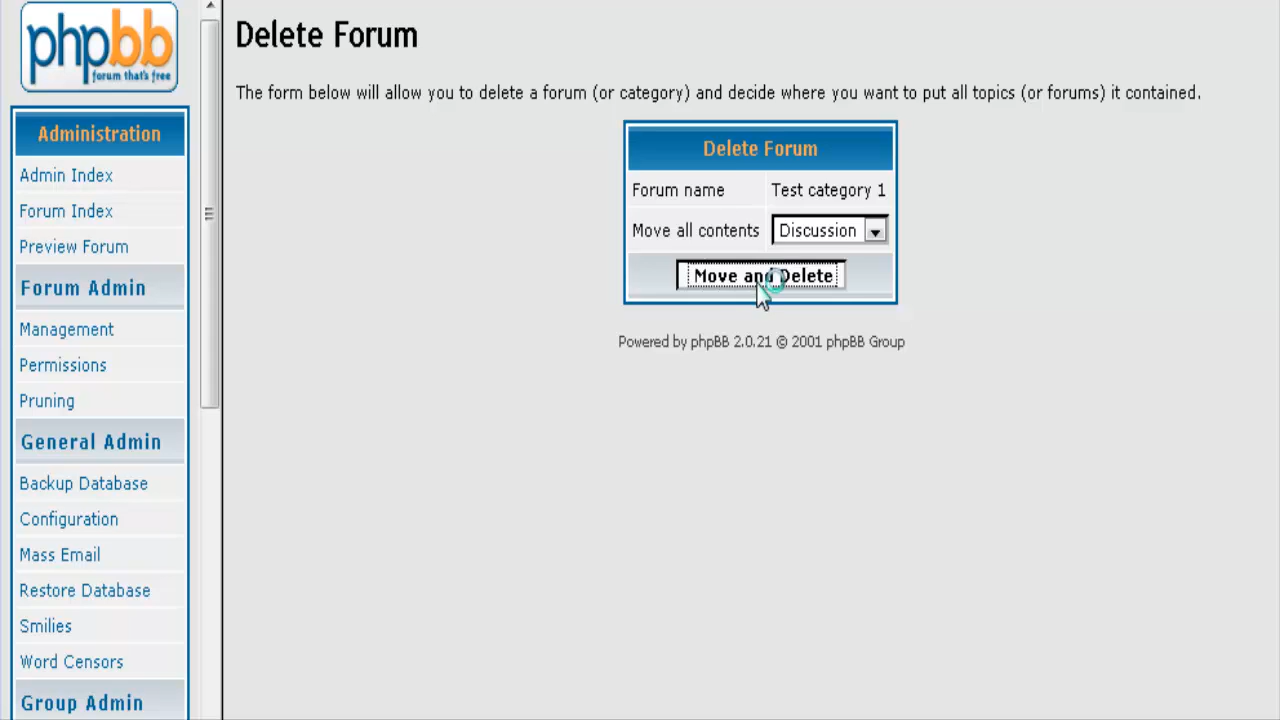 phpbb
forum that's free
Administration
Admin Index
Forum Index
Preview Forum
Forum Admin
Management
Permissions
Pruning
General Admin
Backup Database
Configuration
Mass Email
Restore Database
Smilies
Word Censors
Group Admin
Delete Forum
The form below will allow you to delete a forum (or category) and decide where you want to put all topics (or forums) it contained.
Delete Forum
Forum name Test category 1
Move all contents Discussion
Move and Delete
Powered by phpBB 2.0.21 © 2001 phpBB Group